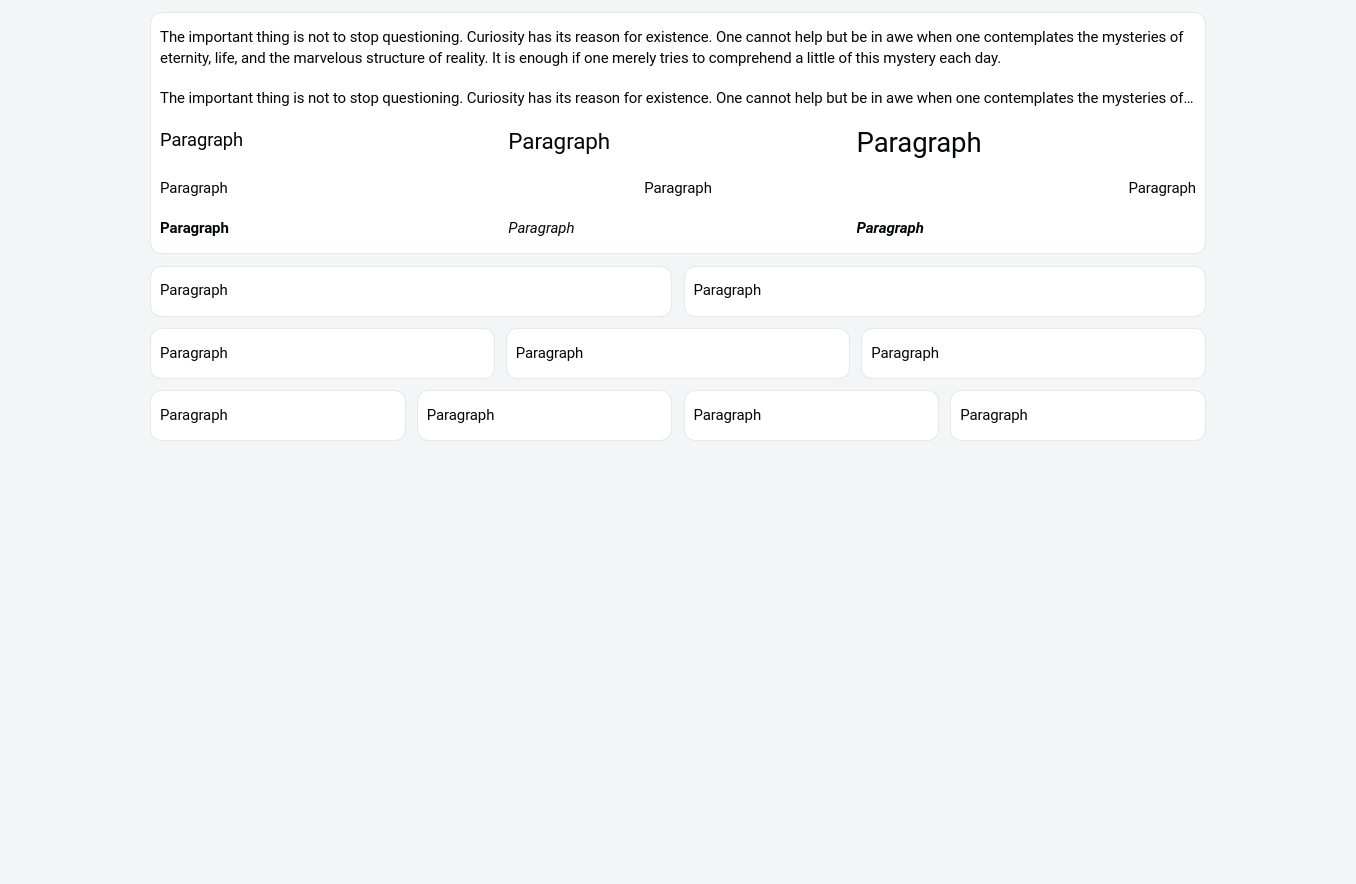 The important thing is not to stop questioning. Curiosity has its reason for existence. One cannot help but be in awe when one contemplates the mysteries of
eternity, life, and the marvelous structure of reality. It is enough if one merely tries to comprehend a little of this mystery each day.
The important thing is not to stop questioning. Curiosity has its reason for existence. One cannot help but be in awe when one contemplates the mysteries of…
Paragraph Paragraph Paragraph
Paragraph Paragraph Paragraph
Paragraph Paragraph Paragraph
Paragraph Paragraph
Paragraph Paragraph Paragraph
Paragraph Paragraph Paragraph Paragraph